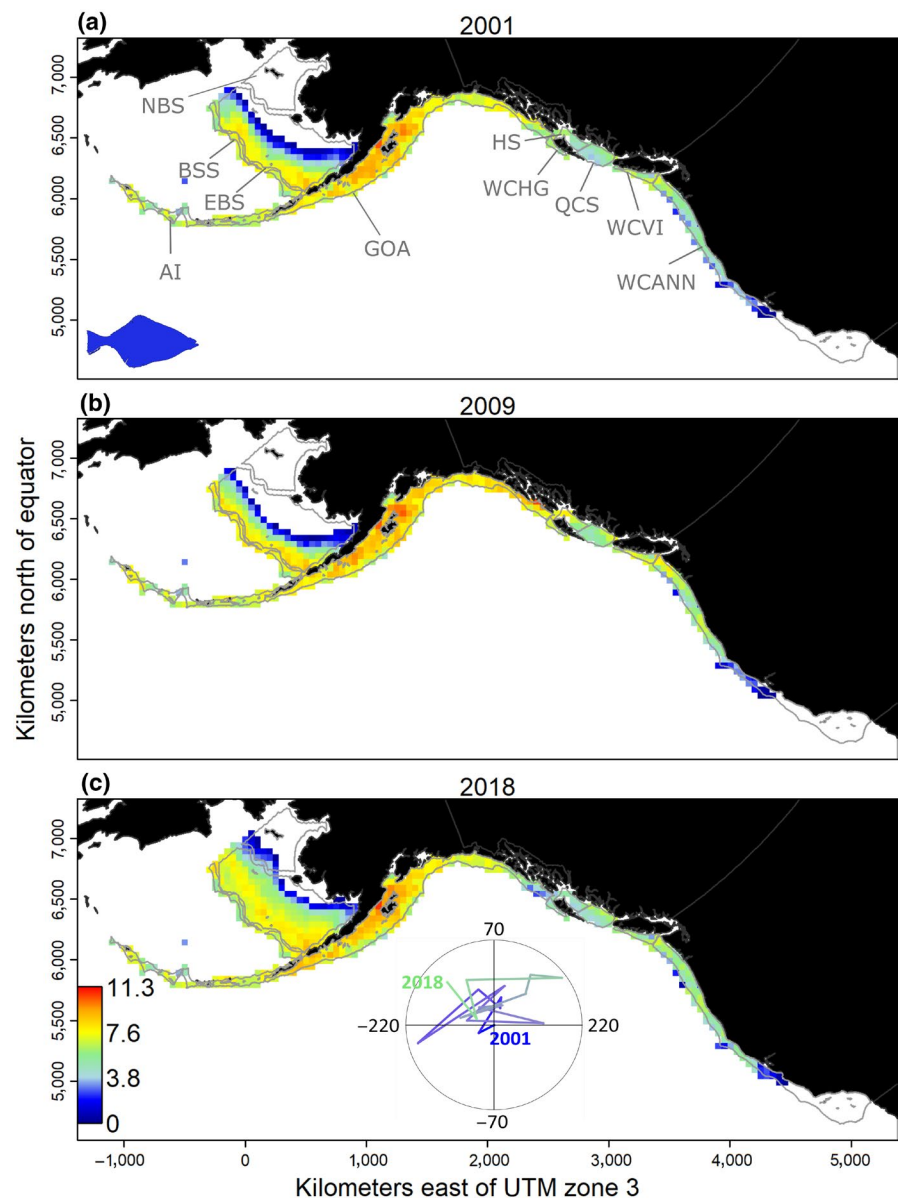 (a)
2001
7,000
6,500
6,000
5,500
5,000
NBS
BSS
EBS
AI
GOA
HS
WCHG
QCS
WCVI
WCANN
(b)
2009
7,000
6,500
6,000
5,500
5,000
Kilometers north of equator
(c)
2018
7,000
6,500
6,000
5,500
5,000
11.3
7.6
3.8
0
70
2018
−220
220
2001
−70
−1,000
0
1,000
2,000
3,000
4,000
5,000
Kilometers east of UTM zone 3